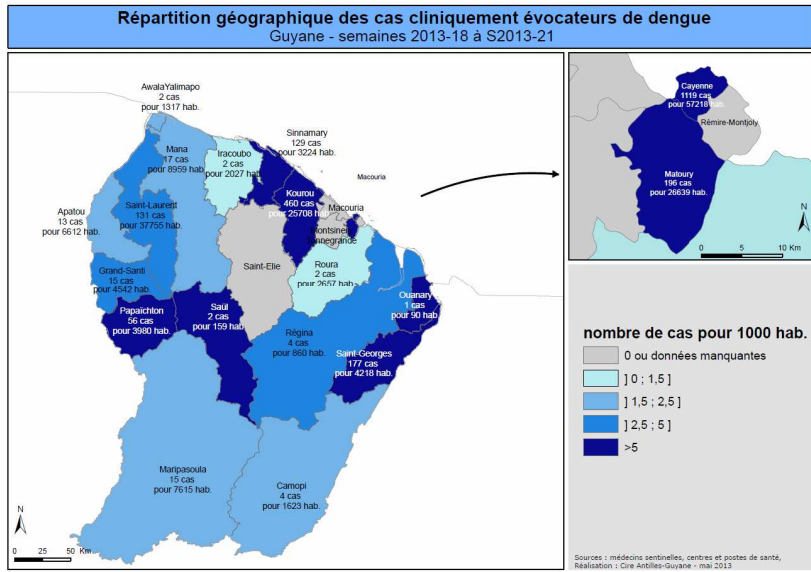 Répartition géographique des cas cliniquement évocateurs de dengue
Guyane - semaines 2013-18 à S2013-21
AwalaYalimapo
2 cas
pour 1317 hab.
Mana
17 cas
pour 8959 hab.
Iracoubo
2 cas
pour 2027 hab.
Sinnamary
129 cas
pour 3224 hab.
Macouria
Kourou
460 cas
pour 25708 hab.
Macouria
Montsinéry
Tonnegrande
Apatou
13 cas
pour 6612 hab.
Saint-Laurent
131 cas
pour 37755 hab.
Saint-Elie
Roura
2 cas
pour 2657 hab.
Grand-Santi
15 cas
pour 4542 hab.
Papaïchton
56 cas
pour 3980 hab.
Saül
2 cas
pour 159 hab.
Ouanary
1 cas
pour 90 hab.
Régina
4 cas
pour 860 hab.
Saint-Georges
177 cas
pour 4218 hab.
Maripasoula
15 cas
pour 7615 hab.
Camopi
4 cas
pour 1623 hab.
N
0 25 50 Km
Cayenne
1119 cas
pour 57218 hab.
Rémire-Montjoly
Matoury
196 cas
pour 26639 hab.
N
0 5 10 Km
nombre de cas pour 1000 hab.
0 ou données manquantes
] 0 ; 1,5 ]
] 1,5 ; 2,5 ]
] 2,5 ; 5 ]
>5
Sources : médecins sentinelles, centres et postes de santé,
Réalisation : Cire Antilles-Guyane - mai 2013